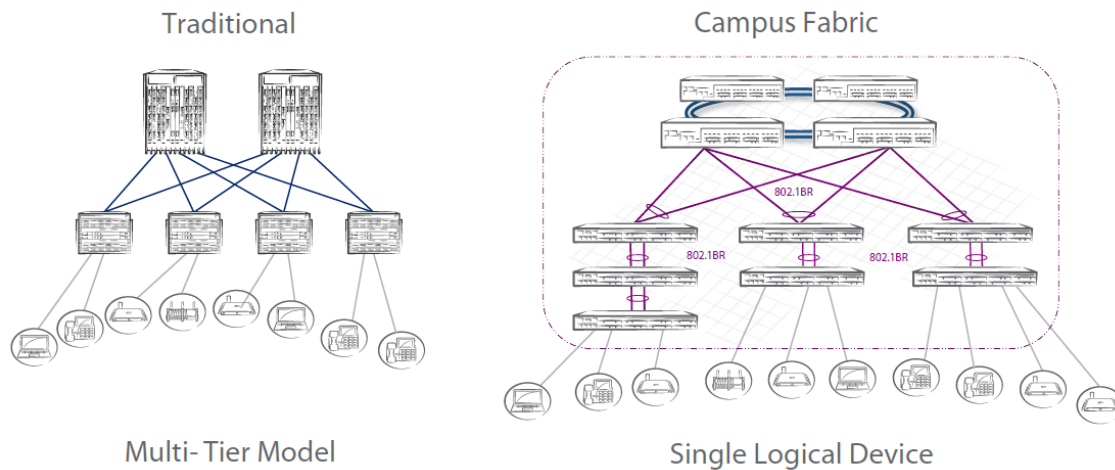 Traditional
Campus Fabric
802.1BR
802.1BR
802.1BR
Multi- Tier Model
Single Logical Device